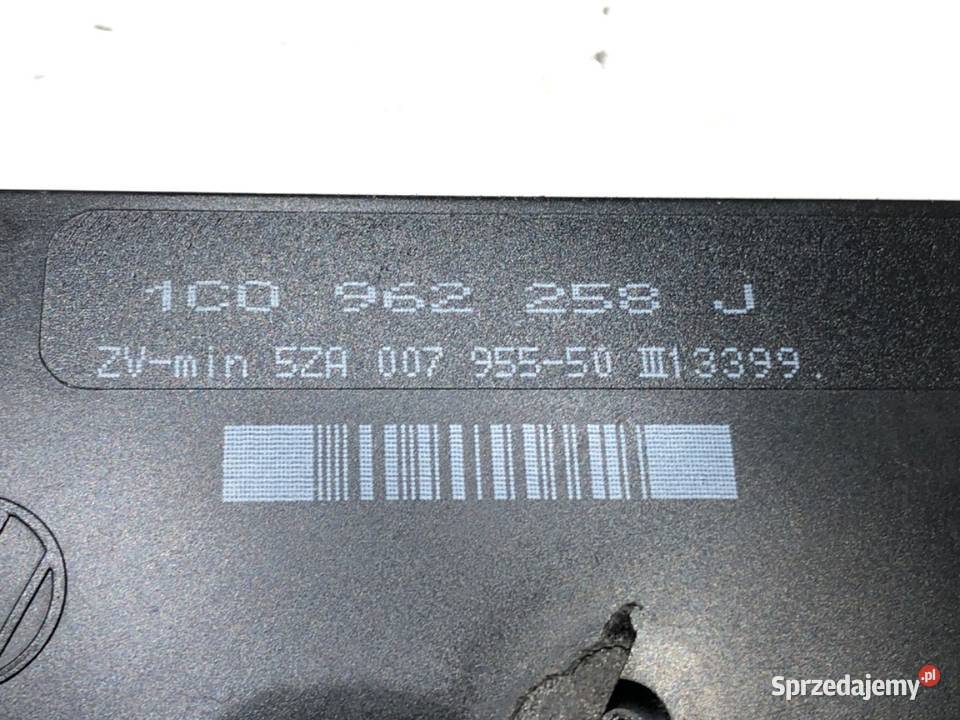 1C0 962 258 J
ZV-min 5ZA 007 955-50 III13399.
Sprzedajemy.pl